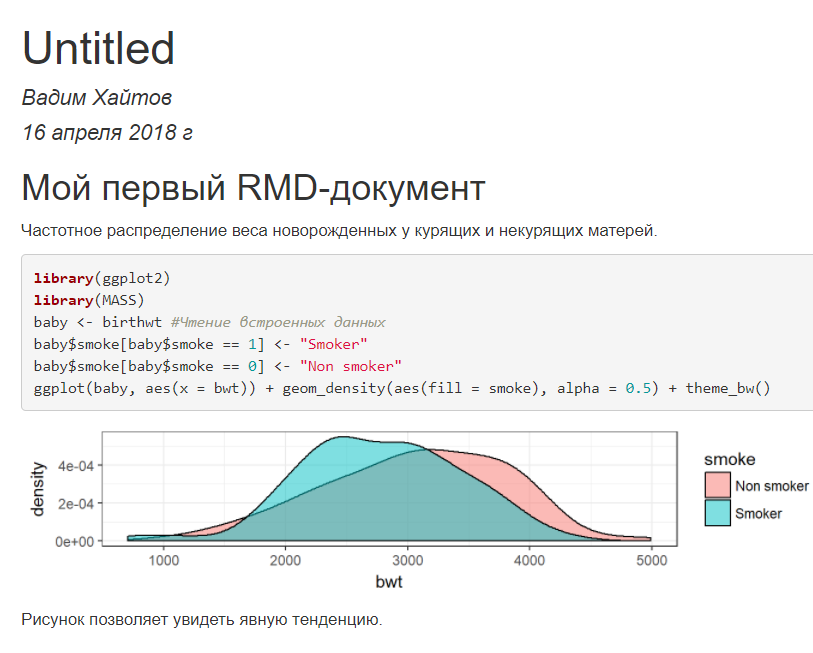 Untitled
Вадим Хайтов
16 апреля 2018 г
Мой первый RMD-документ
Частотное распределение веса новорожденных у курящих и некурящих матерей.
library(ggplot2)
library(MASS)
baby <- birthwt #Чтение встроенных данных
baby$smoke[baby$smoke == 1] <- "Smoker"
baby$smoke[baby$smoke == 0] <- "Non smoker"
ggplot(baby, aes(x = bwt)) + geom_density(aes(fill = smoke), alpha = 0.5) + theme_bw()
density
4e-04
2e-04
0e+00
1000 2000 3000 4000 5000
bwt
smoke
Non smoker
Smoker
Рисунок позволяет увидеть явную тенденцию.